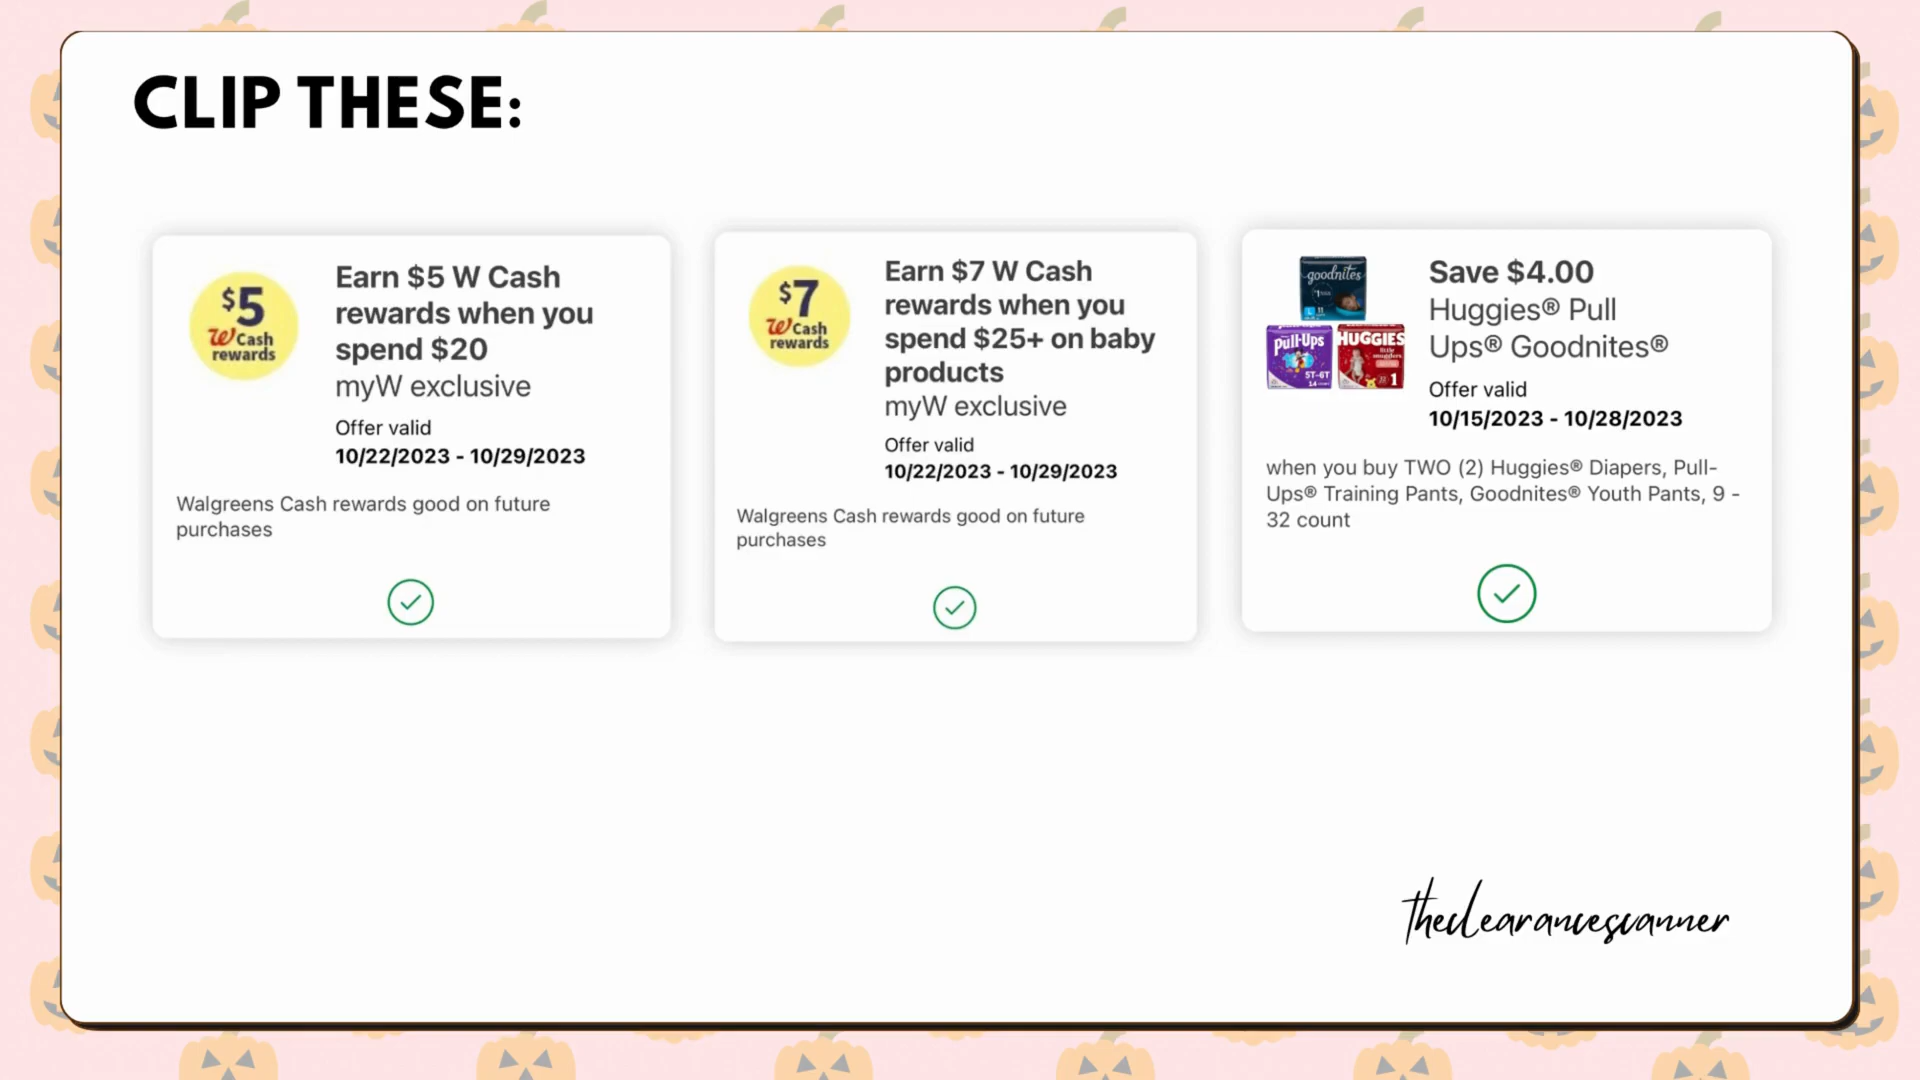 CLIP THESE:
$5
W Cash
rewards
Earn $5 W Cash
rewards when you
spend $20
myW exclusive
Offer valid
10/22/2023 - 10/29/2023
Walgreens Cash rewards good on future
purchases
$7
W Cash
rewards
Earn $7 W Cash
rewards when you
spend $25+ on baby
products
myW exclusive
Offer valid
10/22/2023 - 10/29/2023
Walgreens Cash rewards good on future
purchases
goodnites
Pull-Ups
5T-6T
HUGGIES
1
Save $4.00
Huggies® Pull
Ups® Goodnites®
Offer valid
10/15/2023 - 10/28/2023
when you buy TWO (2) Huggies® Diapers, Pull-
Ups® Training Pants, Goodnites® Youth Pants, 9 -
32 count
theclearancescanner